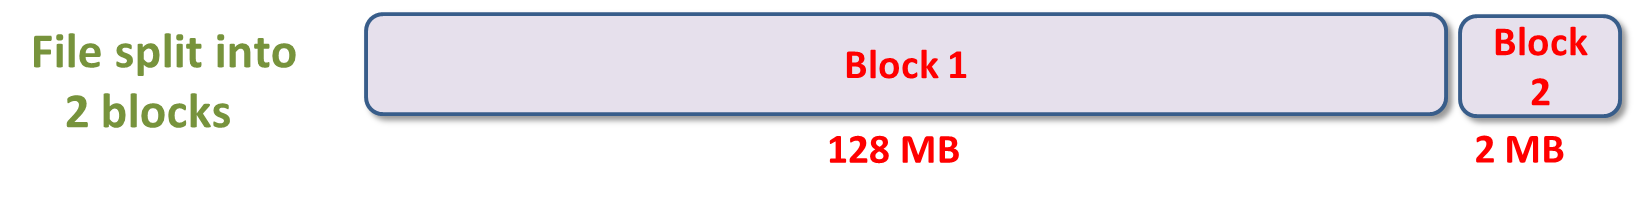 File split into
2 blocks
Block 1
128 MB
Block
2
2 MB